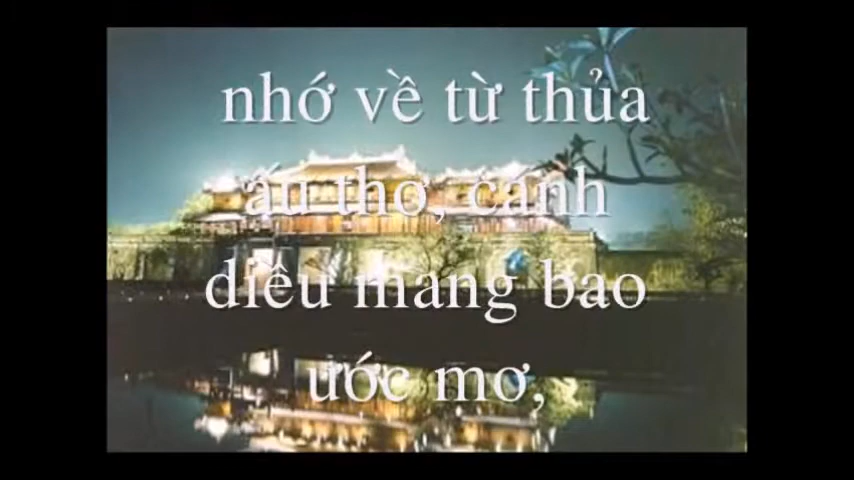 nhớ về từ thủa
ấu thơ, cánh
diều mang bao
ước mơ,